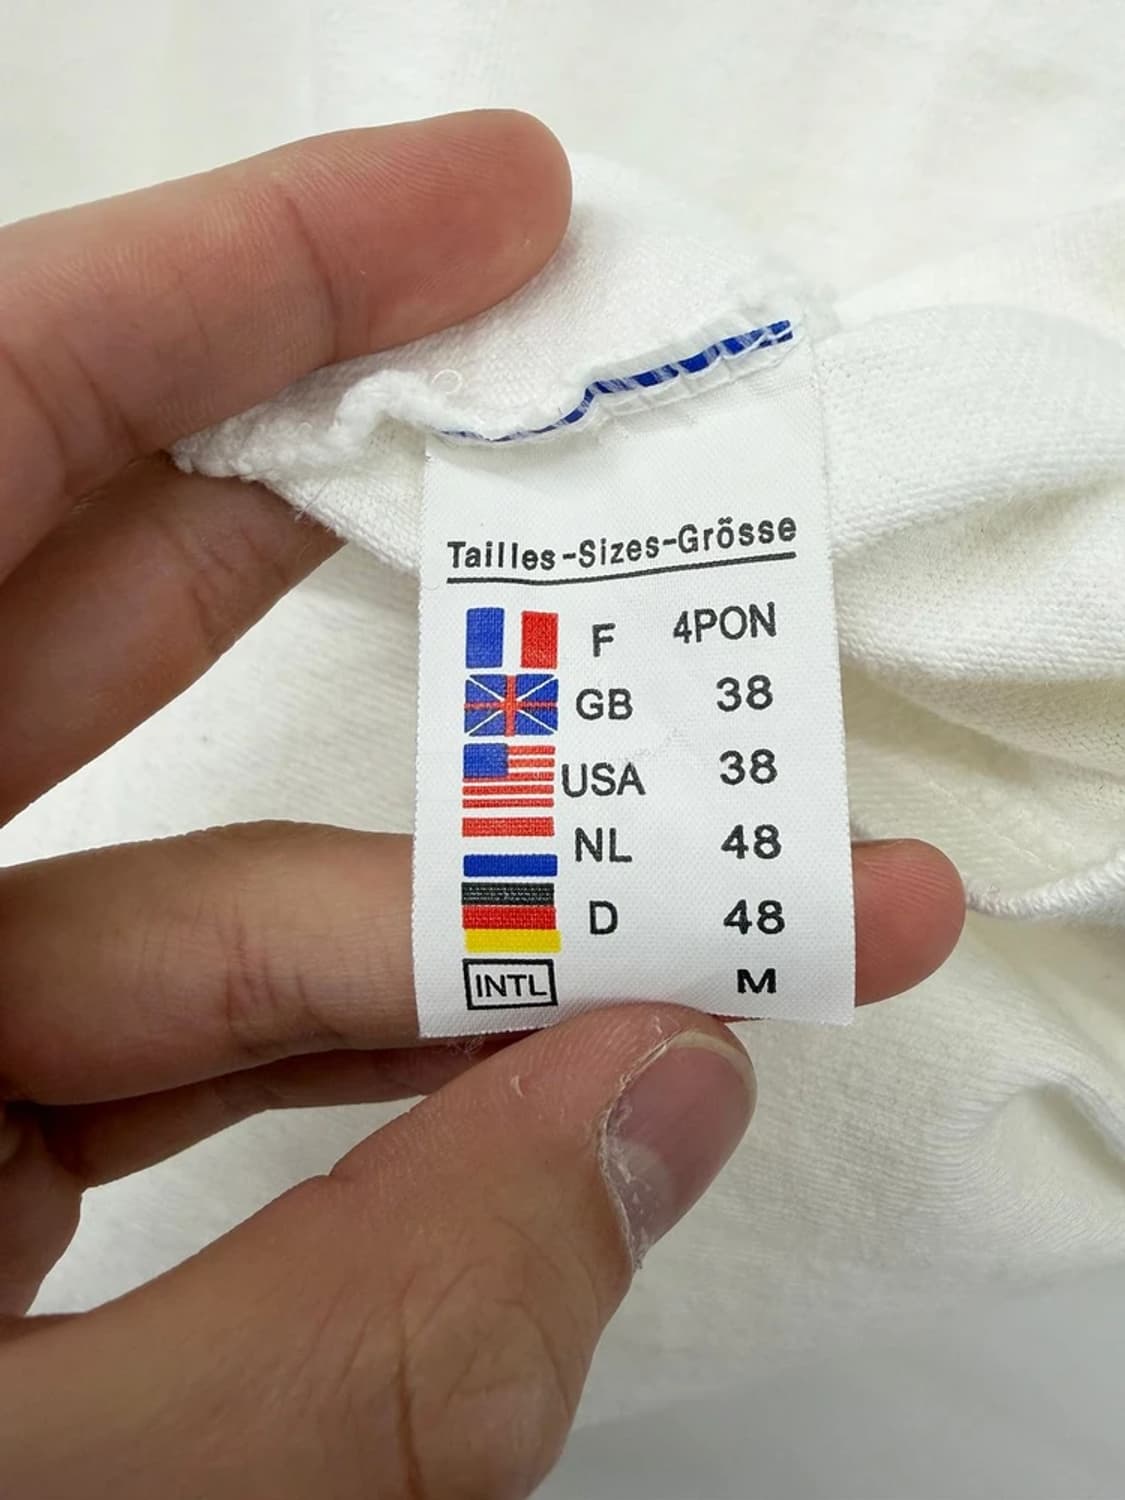 Tailles-Sizes-Grösse
F 4PON
GB 38
USA 38
NL 48
D 48
INTL M